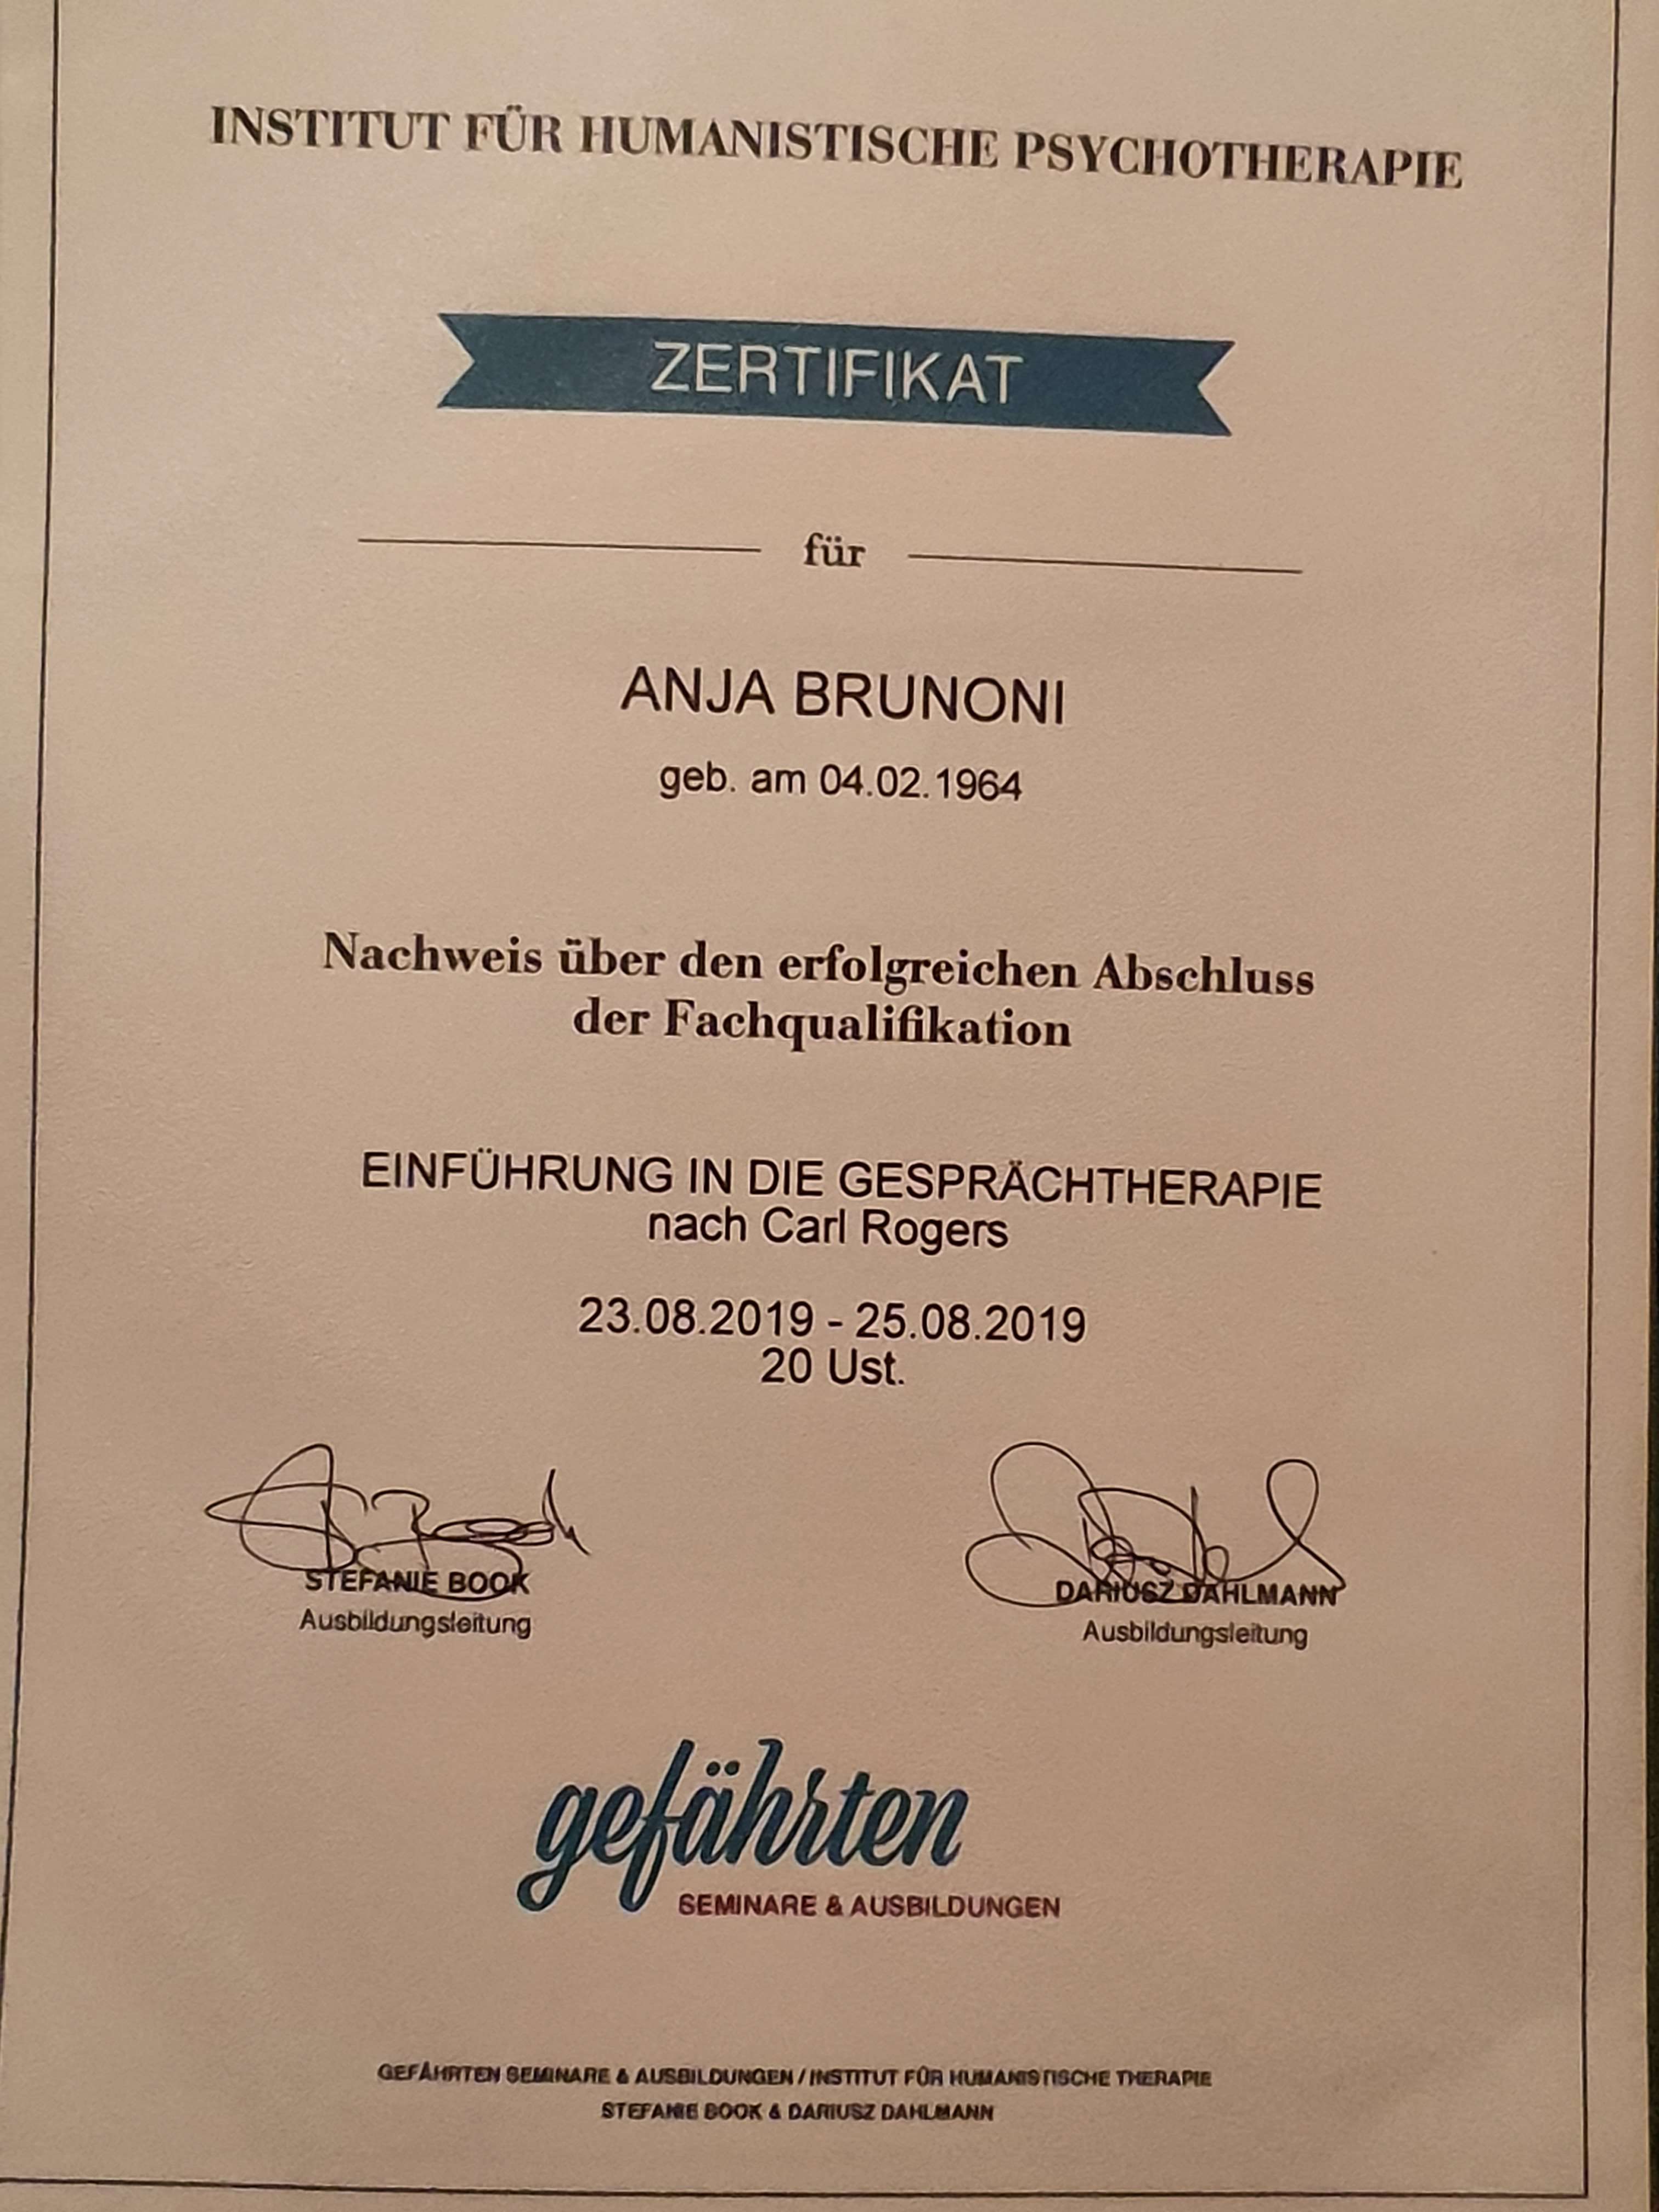 INSTITUT FÜR HUMANISTISCHE PSYCHOTHERAPIE
ZERTIFIKAT
für
ANJA BRUNONI
geb. am 04.02.1964
Nachweis über den erfolgreichen Abschluss
der Fachqualifikation
EINFÜHRUNG IN DIE GESPRÄCHTHERAPIE
nach Carl Rogers
23.08.2019 - 25.08.2019
20 Ust.
STEFANIE BOOK
Ausbildungsleitung
DARIUSZ DAHLMANN
Ausbildungsleitung
gefährten
SEMINARE & AUSBILDUNGEN
GEFÄHRTEN SEMINARE & AUSBILDUNGEN / INSTITUT FÜR HUMANISTISCHE THERAPIE
STEFANIE BOOK & DARIUSZ DAHLMANN